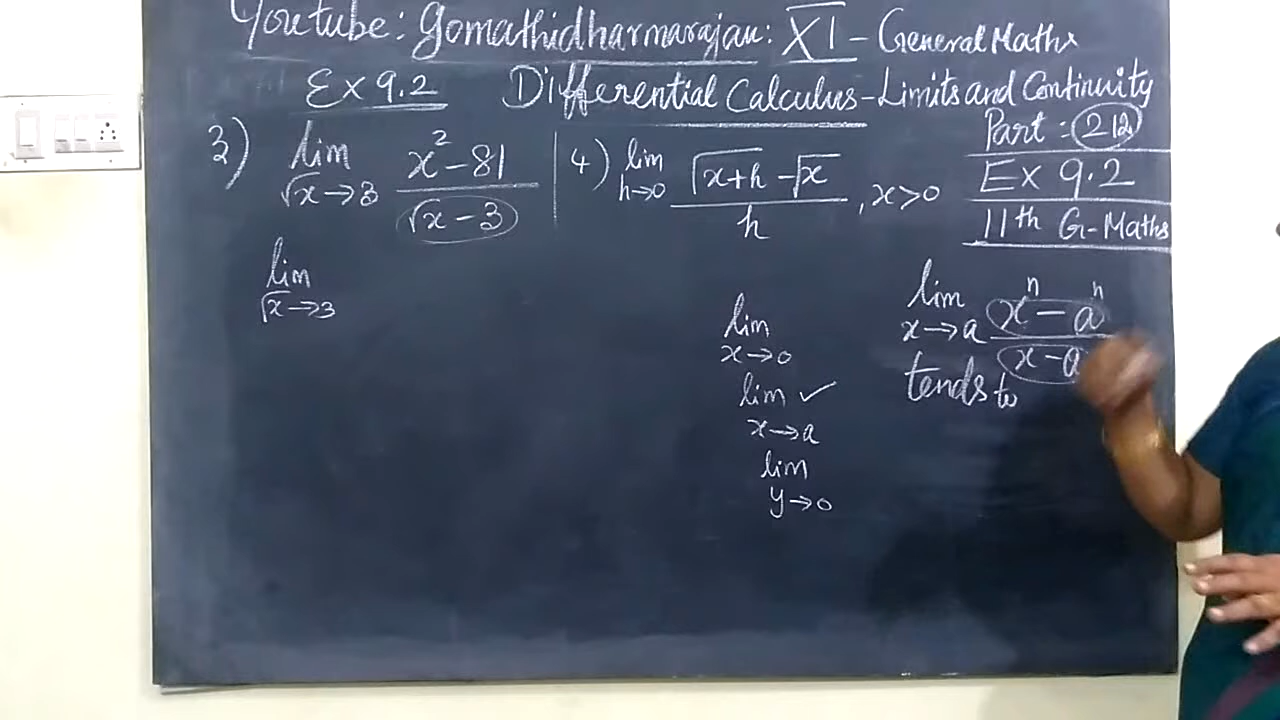 Youtube: Gomathidharmarajan: XI - General Maths
Ex 9.2 Differential Calculus - Limits and Continuity
Part: 212
Ex 9.2
11th G-Maths
3) lim √x→3 x² - 81 / √x - 3
4) lim h→0 √x+h - √x / h , x>0
lim √x→3
lim x→0
lim ✓ x→a
lim y→0
lim x→a xⁿ - aⁿ / x - a
tends to